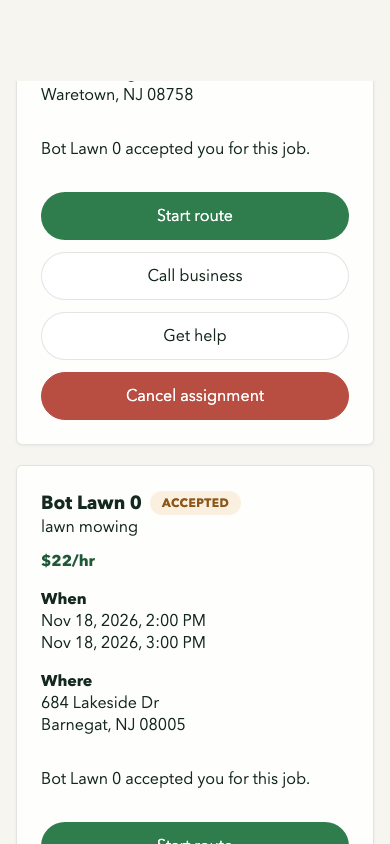 Waretown, NJ 08758
Bot Lawn 0 accepted you for this job.
Start route
Call business
Get help
Cancel assignment
Bot Lawn 0 ACCEPTED
lawn mowing
$22/hr
When
Nov 18, 2026, 2:00 PM
Nov 18, 2026, 3:00 PM
Where
684 Lakeside Dr
Barnegat, NJ 08005
Bot Lawn 0 accepted you for this job.
Start route